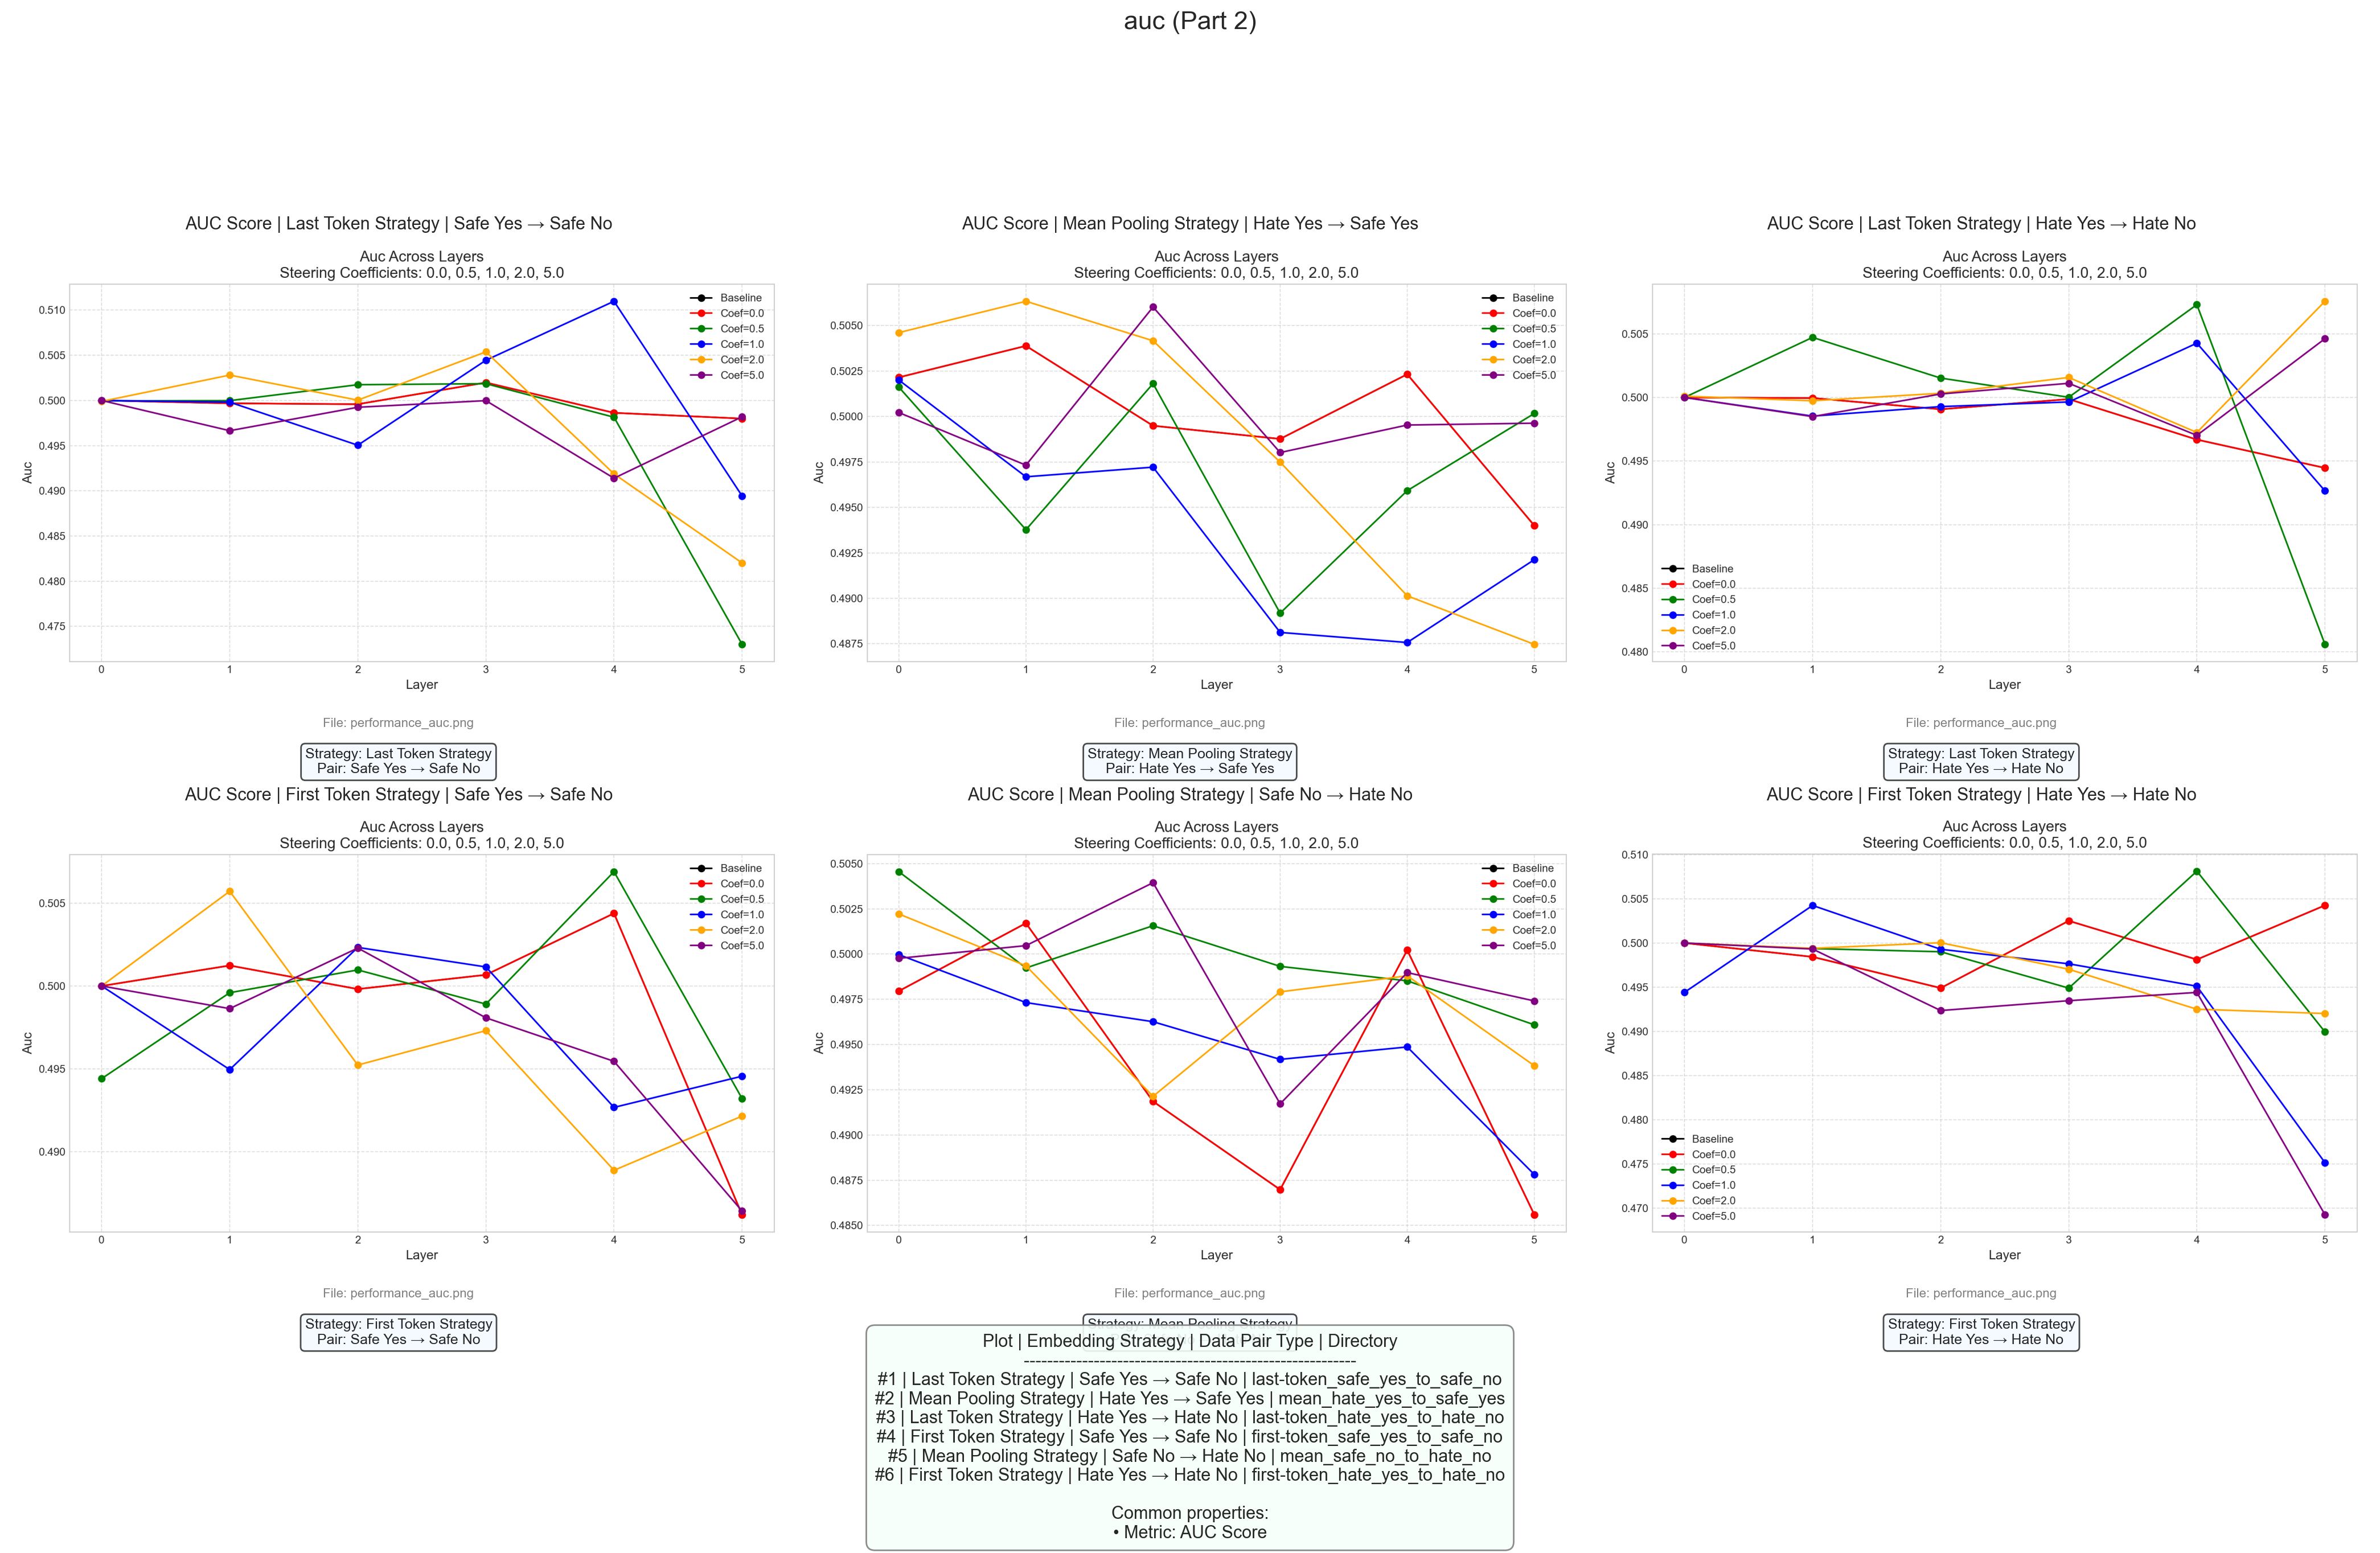 auc (Part 2)
AUC Score | Last Token Strategy | Safe Yes → Safe No
Auc Across Layers
Steering Coefficients: 0.0, 0.5, 1.0, 2.0, 5.0
Auc
0.510
0.505
0.500
0.495
0.490
0.485
0.480
0.475
Baseline
Coef=0.0
Coef=0.5
Coef=1.0
Coef=2.0
Coef=5.0
0 1 2 3 4 5
Layer
File: performance_auc.png
Strategy: Last Token Strategy
Pair: Safe Yes → Safe No
AUC Score | Mean Pooling Strategy | Hate Yes → Safe Yes
Auc Across Layers
Steering Coefficients: 0.0, 0.5, 1.0, 2.0, 5.0
Auc
0.5050
0.5025
0.5000
0.4975
0.4950
0.4925
0.4900
0.4875
Baseline
Coef=0.0
Coef=0.5
Coef=1.0
Coef=2.0
Coef=5.0
0 1 2 3 4 5
Layer
File: performance_auc.png
Strategy: Mean Pooling Strategy
Pair: Hate Yes → Safe Yes
AUC Score | Last Token Strategy | Hate Yes → Hate No
Auc Across Layers
Steering Coefficients: 0.0, 0.5, 1.0, 2.0, 5.0
Auc
0.505
0.500
0.495
0.490
0.485
0.480
Baseline
Coef=0.0
Coef=0.5
Coef=1.0
Coef=2.0
Coef=5.0
0 1 2 3 4 5
Layer
File: performance_auc.png
Strategy: Last Token Strategy
Pair: Hate Yes → Hate No
AUC Score | First Token Strategy | Safe Yes → Safe No
Auc Across Layers
Steering Coefficients: 0.0, 0.5, 1.0, 2.0, 5.0
Auc
0.505
0.500
0.495
0.490
Baseline
Coef=0.0
Coef=0.5
Coef=1.0
Coef=2.0
Coef=5.0
0 1 2 3 4 5
Layer
File: performance_auc.png
Strategy: First Token Strategy
Pair: Safe Yes → Safe No
AUC Score | Mean Pooling Strategy | Safe No → Hate No
Auc Across Layers
Steering Coefficients: 0.0, 0.5, 1.0, 2.0, 5.0
Auc
0.5050
0.5025
0.5000
0.4975
0.4950
0.4925
0.4900
0.4875
0.4850
Baseline
Coef=0.0
Coef=0.5
Coef=1.0
Coef=2.0
Coef=5.0
0 1 2 3 4 5
Layer
File: performance_auc.png
Strategy: Mean Pooling Strategy
AUC Score | First Token Strategy | Hate Yes → Hate No
Auc Across Layers
Steering Coefficients: 0.0, 0.5, 1.0, 2.0, 5.0
Auc
0.510
0.505
0.500
0.495
0.490
0.485
0.480
0.475
0.470
Baseline
Coef=0.0
Coef=0.5
Coef=1.0
Coef=2.0
Coef=5.0
0 1 2 3 4 5
Layer
File: performance_auc.png
Strategy: First Token Strategy
Pair: Hate Yes → Hate No
Plot | Embedding Strategy | Data Pair Type | Directory
------------------------------------------------------------
#1 | Last Token Strategy | Safe Yes → Safe No | last-token_safe_yes_to_safe_no
#2 | Mean Pooling Strategy | Hate Yes → Safe Yes | mean_hate_yes_to_safe_yes
#3 | Last Token Strategy | Hate Yes → Hate No | last-token_hate_yes_to_hate_no
#4 | First Token Strategy | Safe Yes → Safe No | first-token_safe_yes_to_safe_no
#5 | Mean Pooling Strategy | Safe No → Hate No | mean_safe_no_to_hate_no
#6 | First Token Strategy | Hate Yes → Hate No | first-token_hate_yes_to_hate_no
Common properties:
• Metric: AUC Score